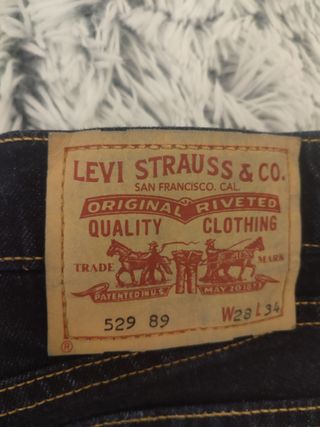 LEVI STRAUSS & CO.
SAN FRANCISCO. CAL.
ORIGINAL RIVETED
QUALITY CLOTHING
TRADE MARK
PATENTED IN U.S. MAY 20 1873
529 89 W28 L34
®